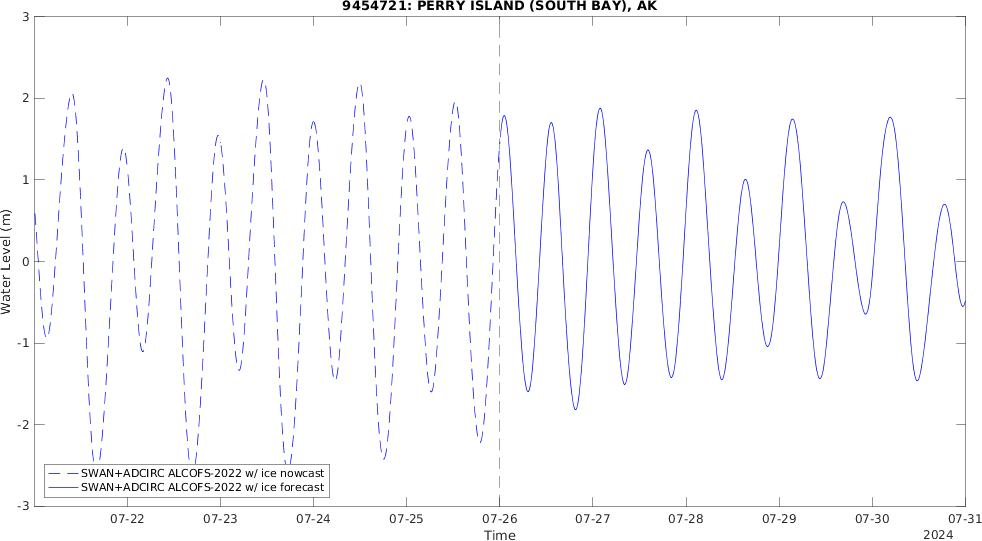 9454721: PERRY ISLAND (SOUTH BAY), AK
3
2
1
0
-1
-2
-3
Water Level (m)
SWAN+ADCIRC ALCOFS-2022 w/ ice nowcast
SWAN+ADCIRC ALCOFS-2022 w/ ice forecast
07-22 07-23 07-24 07-25 07-26 07-27 07-28 07-29 07-30 07-31
Time
2024